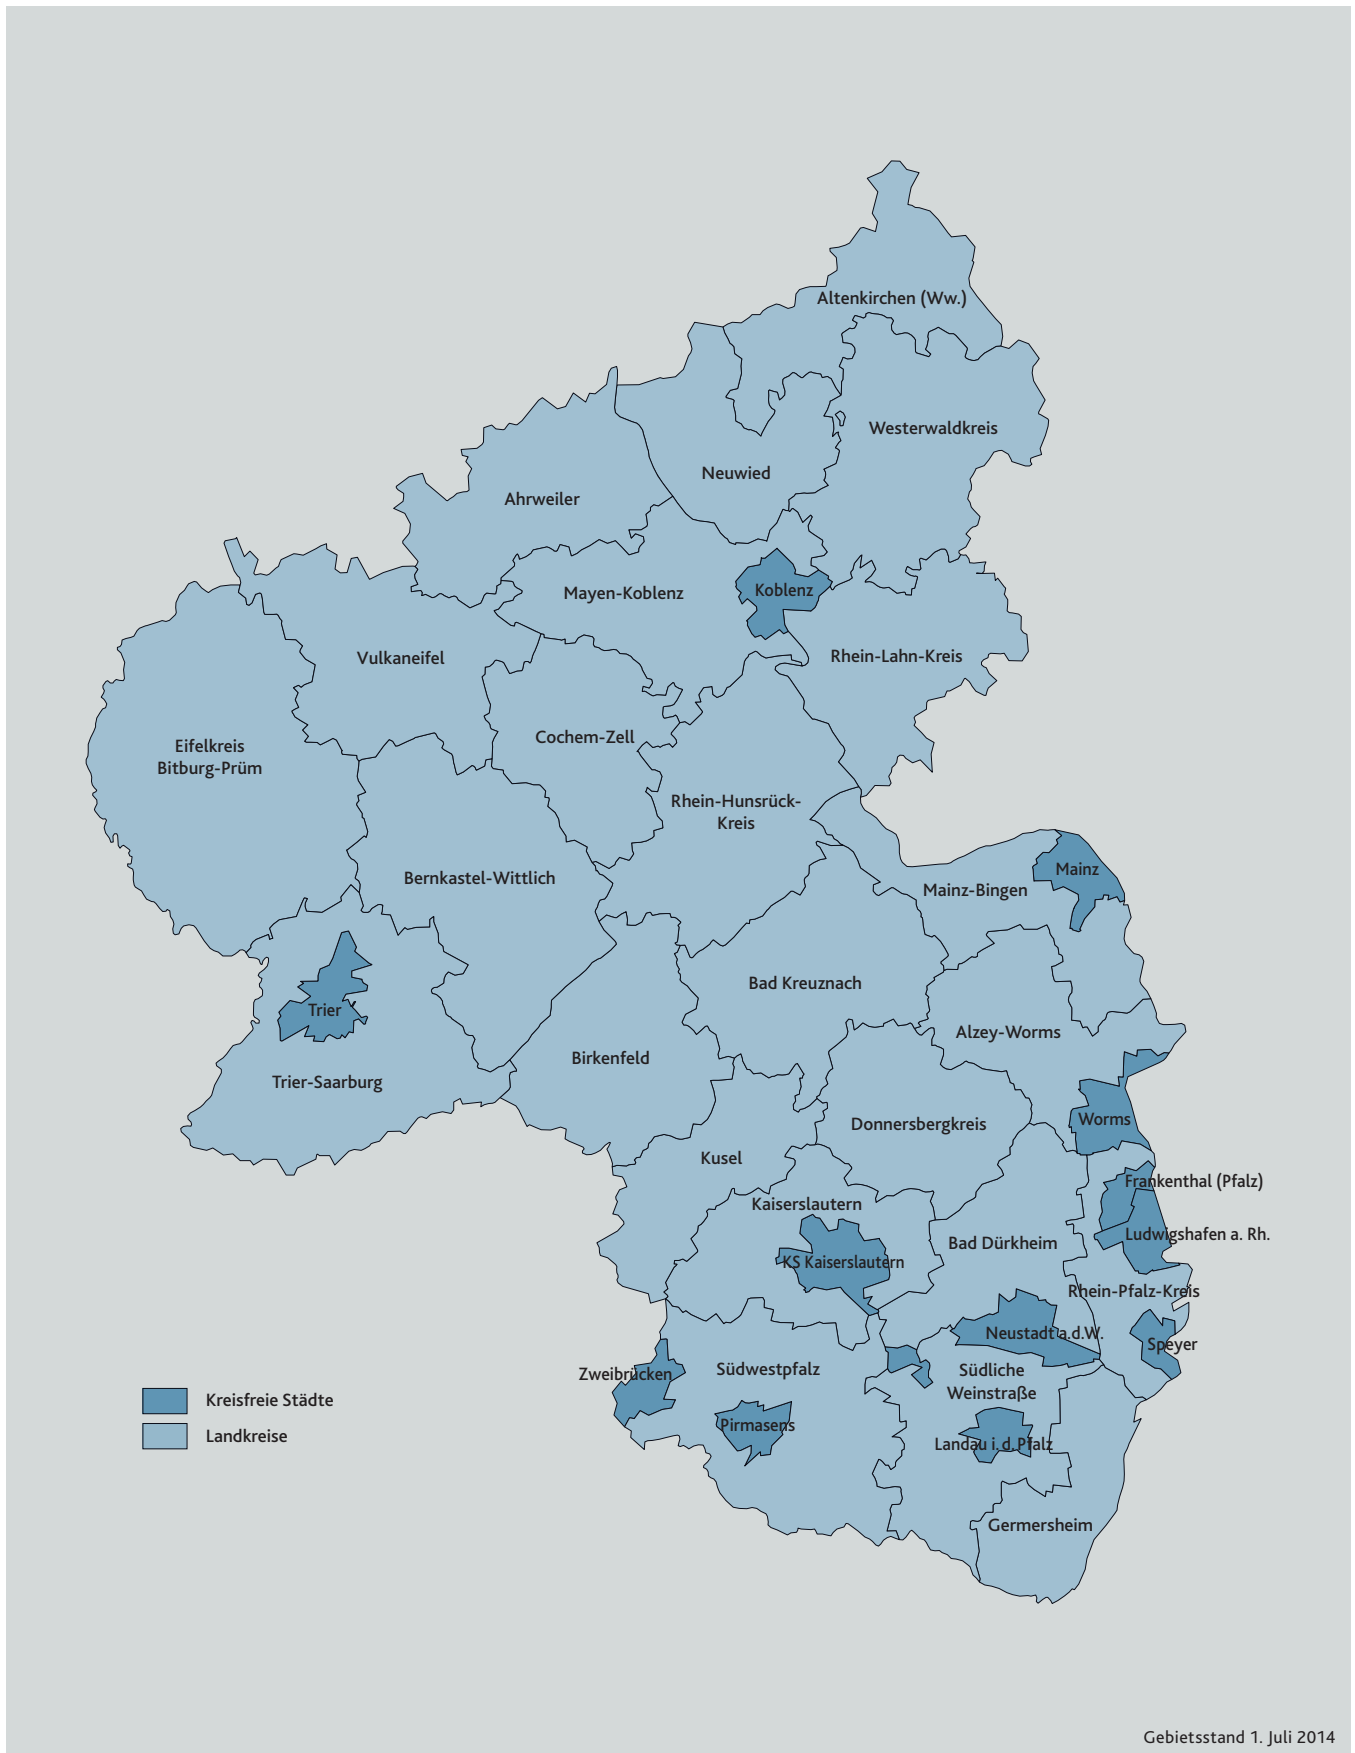 Altenkirchen (Ww.)
Westerwaldkreis
Neuwied
Ahrweiler
Mayen-Koblenz
Koblenz
Vulkaneifel
Rhein-Lahn-Kreis
Cochem-Zell
Eifelkreis
Bitburg-Prüm
Rhein-Hunsrück-
Kreis
Bernkastel-Wittlich
Mainz
Mainz-Bingen
Bad Kreuznach
Trier
Alzey-Worms
Birkenfeld
Trier-Saarburg
Worms
Donnersbergkreis
Kusel
Frankenthal (Pfalz)
Kaiserslautern
Ludwigshafen a. Rh.
Bad Dürkheim
KS Kaiserslautern
Rhein-Pfalz-Kreis
Neustadt a.d.W.
Speyer
Zweibrücken
Südwestpfalz
Südliche
Weinstraße
Pirmasens
Landau i. d. Pfalz
Germersheim
Kreisfreie Städte
Landkreise
Gebietsstand 1. Juli 2014